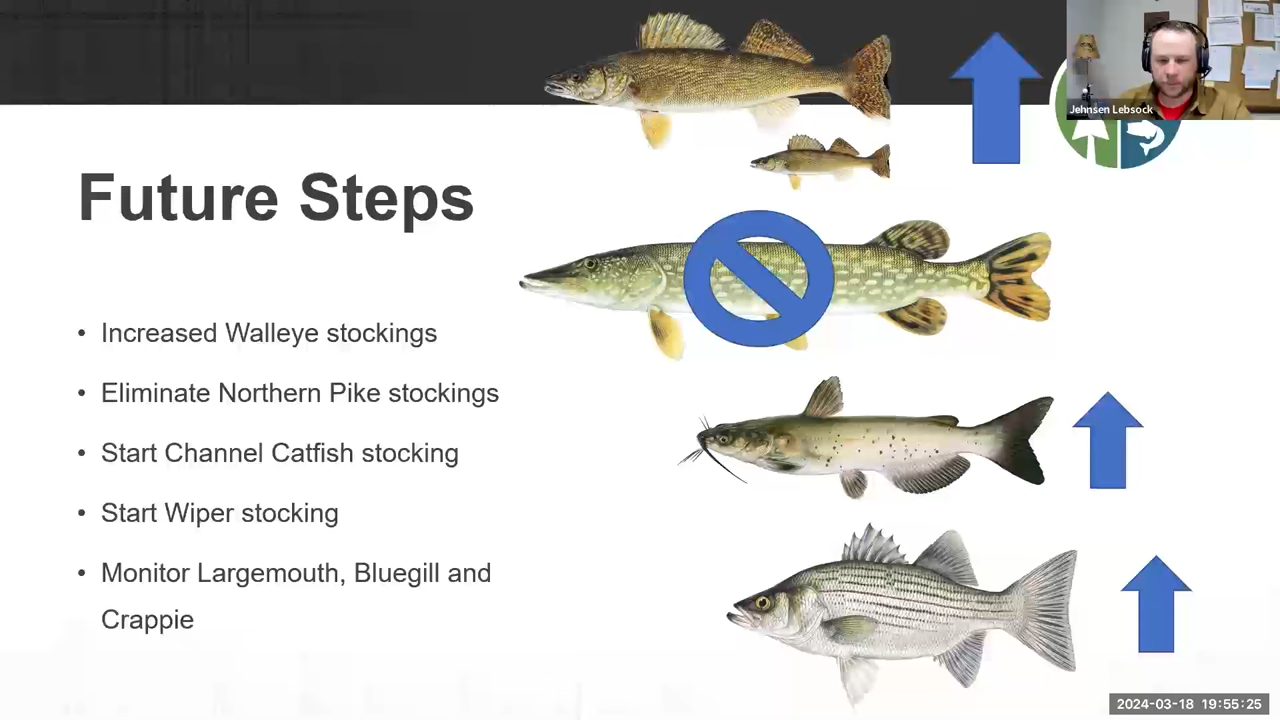 Jehnsen Lebsock
Future Steps
• Increased Walleye stockings
• Eliminate Northern Pike stockings
• Start Channel Catfish stocking
• Start Wiper stocking
• Monitor Largemouth, Bluegill and
Crappie
2024-03-18 19:55:25